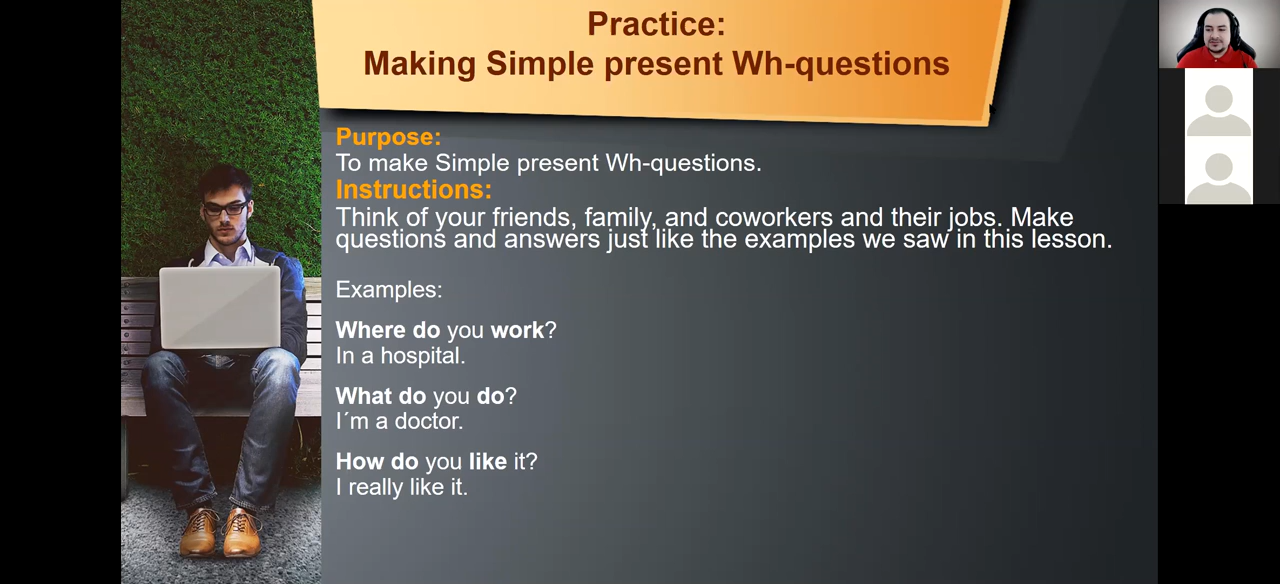 Practice:
Making Simple present Wh-questions
Purpose:
To make Simple present Wh-questions.
Instructions:
Think of your friends, family, and coworkers and their jobs. Make
questions and answers just like the examples we saw in this lesson.
Examples:
Where do you work?
In a hospital.
What do you do?
I´m a doctor.
How do you like it?
I really like it.